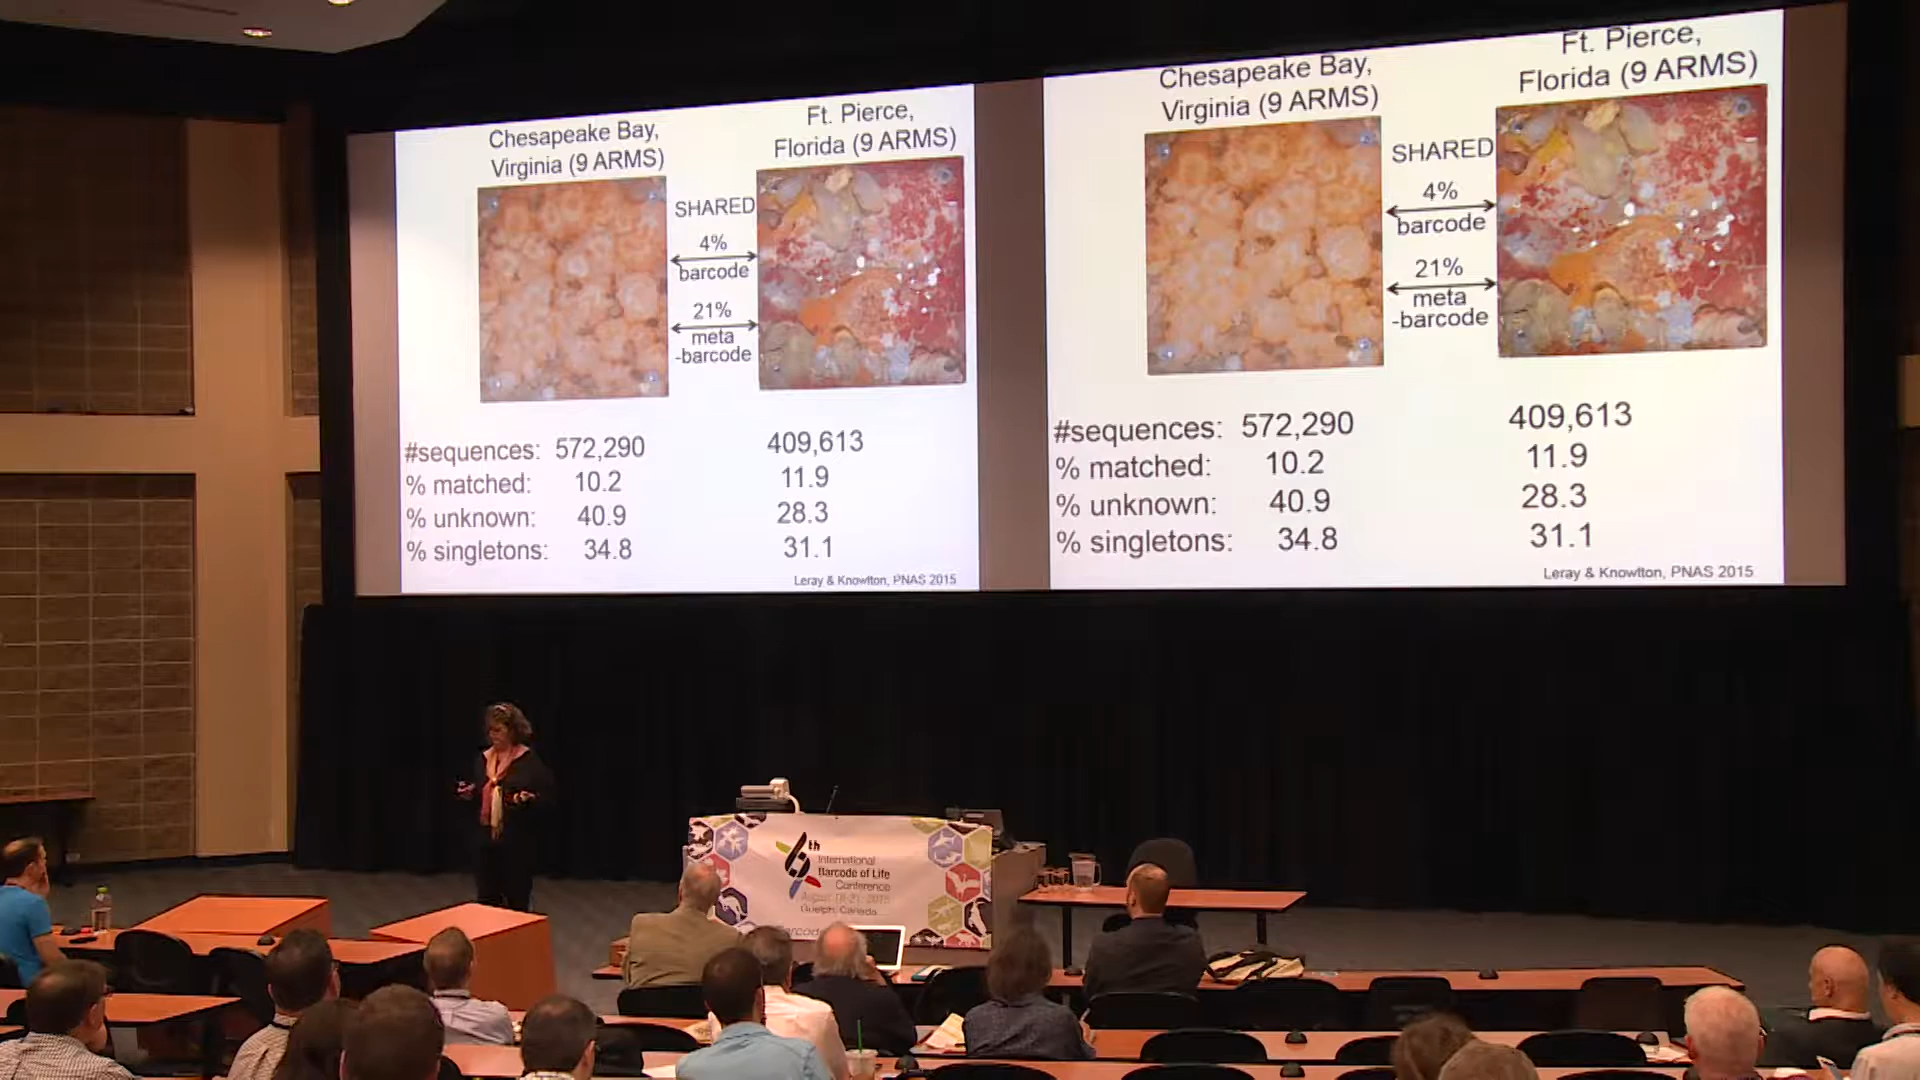 Chesapeake Bay,
Virginia (9 ARMS)
Ft. Pierce,
Florida (9 ARMS)
SHARED
4%
barcode
21%
meta
-barcode
#sequences: 572,290 409,613
% matched: 10.2 11.9
% unknown: 40.9 28.3
% singletons: 34.8 31.1
Leray & Knowlton, PNAS 2015
Chesapeake Bay,
Virginia (9 ARMS)
Ft. Pierce,
Florida (9 ARMS)
SHARED
4%
barcode
21%
meta
-barcode
#sequences: 572,290 409,613
% matched: 10.2 11.9
% unknown: 40.9 28.3
% singletons: 34.8 31.1
Leray & Knowlton, PNAS 2015
6th
International
Barcode of Life
Conference
August 18-21, 2015
Guelph, Canada